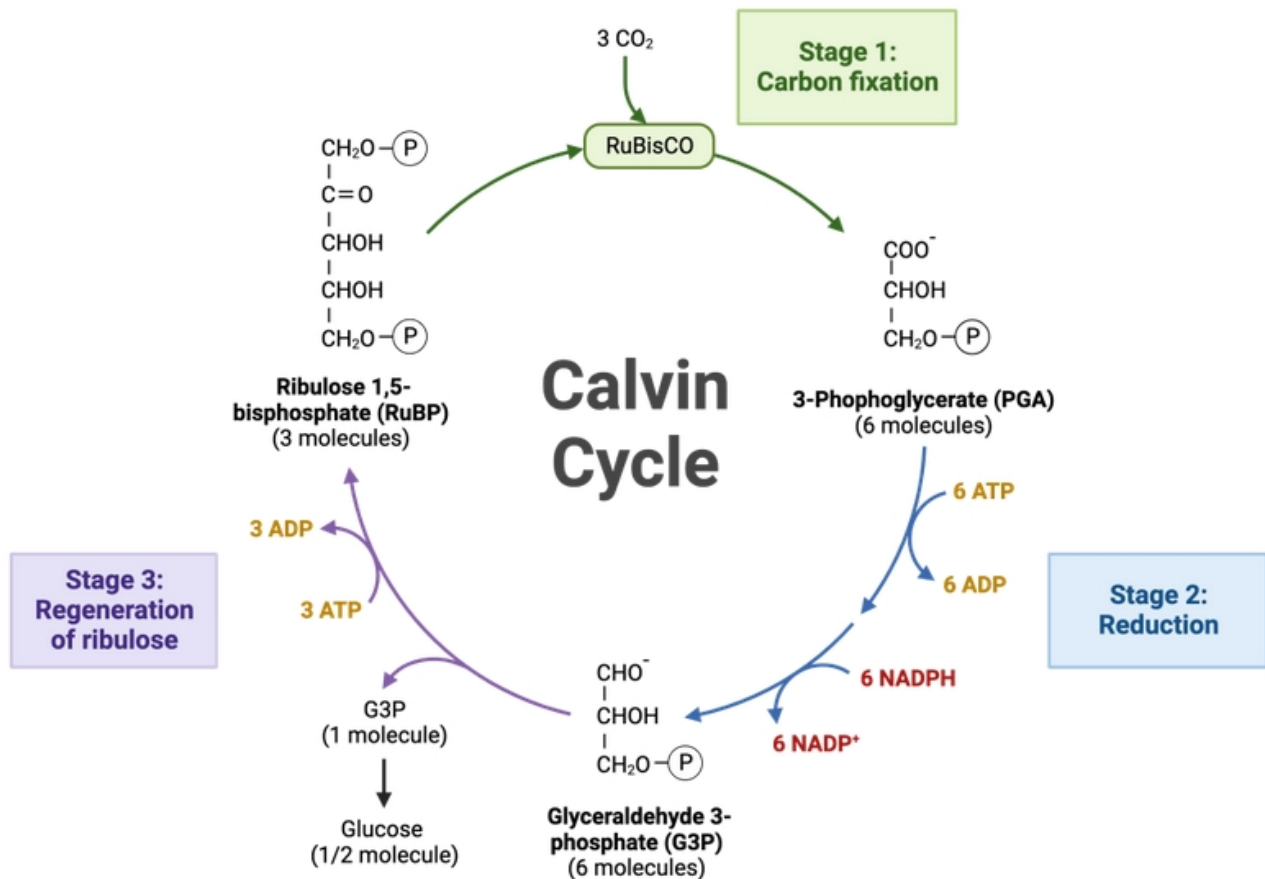 3 CO₂
Stage 1:
Carbon fixation
RuBisCO
CH₂O–P
C=O
CHOH
CHOH
CH₂O–P
Ribulose 1,5-
bisphosphate (RuBP)
(3 molecules)
COO⁻
CHOH
CH₂O–P
3-Phophoglycerate (PGA)
(6 molecules)
Calvin
Cycle
6 ATP
6 ADP
Stage 2:
Reduction
6 NADPH
6 NADP⁺
CHO⁻
CHOH
CH₂O–P
Glyceraldehyde 3-
phosphate (G3P)
(6 molecules)
3 ADP
3 ATP
Stage 3:
Regeneration
of ribulose
G3P
(1 molecule)
Glucose
(1/2 molecule)